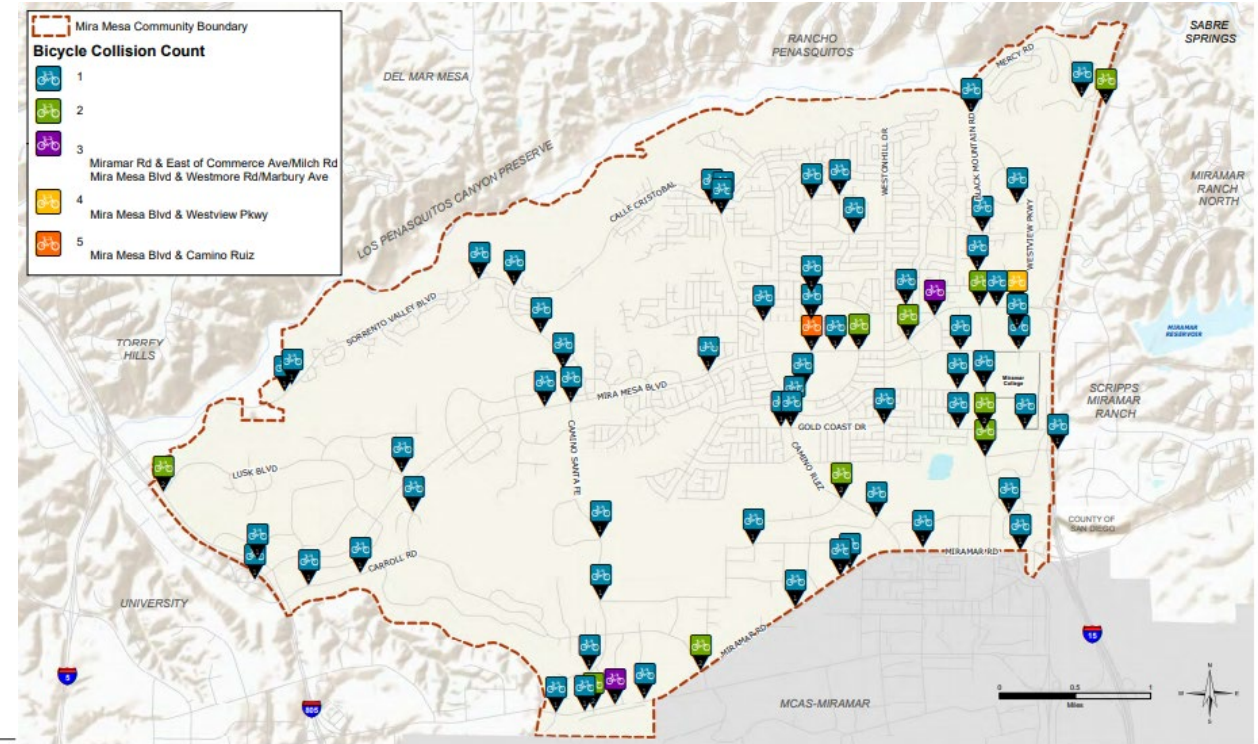 Mira Mesa Community Boundary
Bicycle Collision Count
1
2
3
Miramar Rd & East of Commerce Ave/Milch Rd
Mira Mesa Blvd & Westmore Rd/Marbury Ave
4
Mira Mesa Blvd & Westview Pkwy
5
Mira Mesa Blvd & Camino Ruiz
SABRE
SPRINGS
RANCHO
PENASQUITOS
MERCY RD
DEL MAR MESA
BLACK MOUNTAIN RD
WESTONHILL DR
LOS PENASQUITOS CANYON PRESERVE
CALLE CRISTOBAL
MIRAMAR
RANCH
NORTH
WESTVIEW PKWY
SORRENTO VALLEY BLVD
MIRAMAR
RESERVOIR
TORREY
HILLS
MIRA MESA BLVD
Miramar
College
SCRIPPS
MIRAMAR
RANCH
GOLD COAST DR
CAMINO SANTA FE
CAMINO RUIZ
LUSK BLVD
COUNTY OF
SAN DIEGO
MIRAMAR RD
CARROLL RD
UNIVERSITY
MIRAMAR RD
15
5
805
MCAS-MIRAMAR
0 0.5 1
Miles
N
W E
S